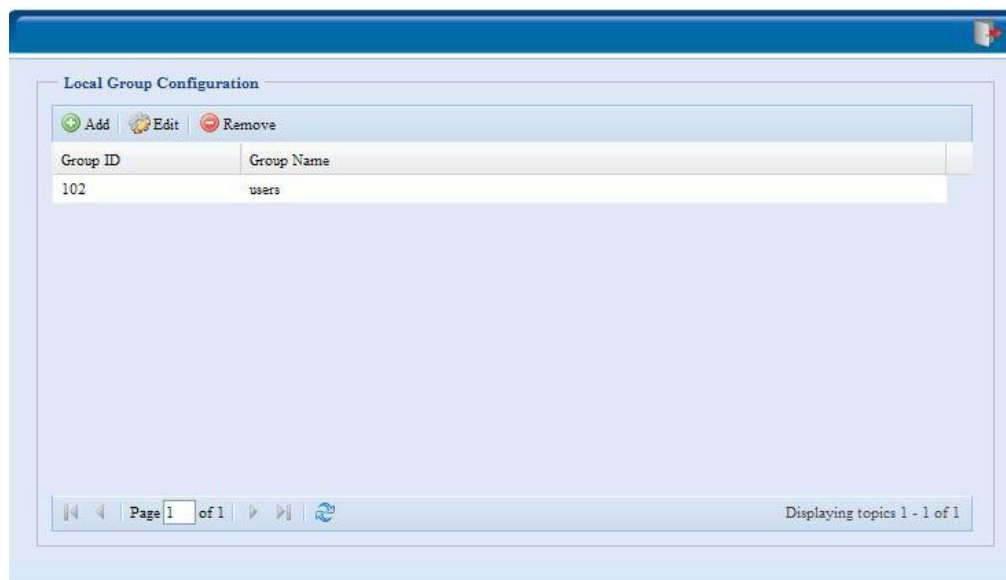 Local Group Configuration
Add Edit Remove
Group ID Group Name
102 users
Page 1 of 1 Displaying topics 1 - 1 of 1